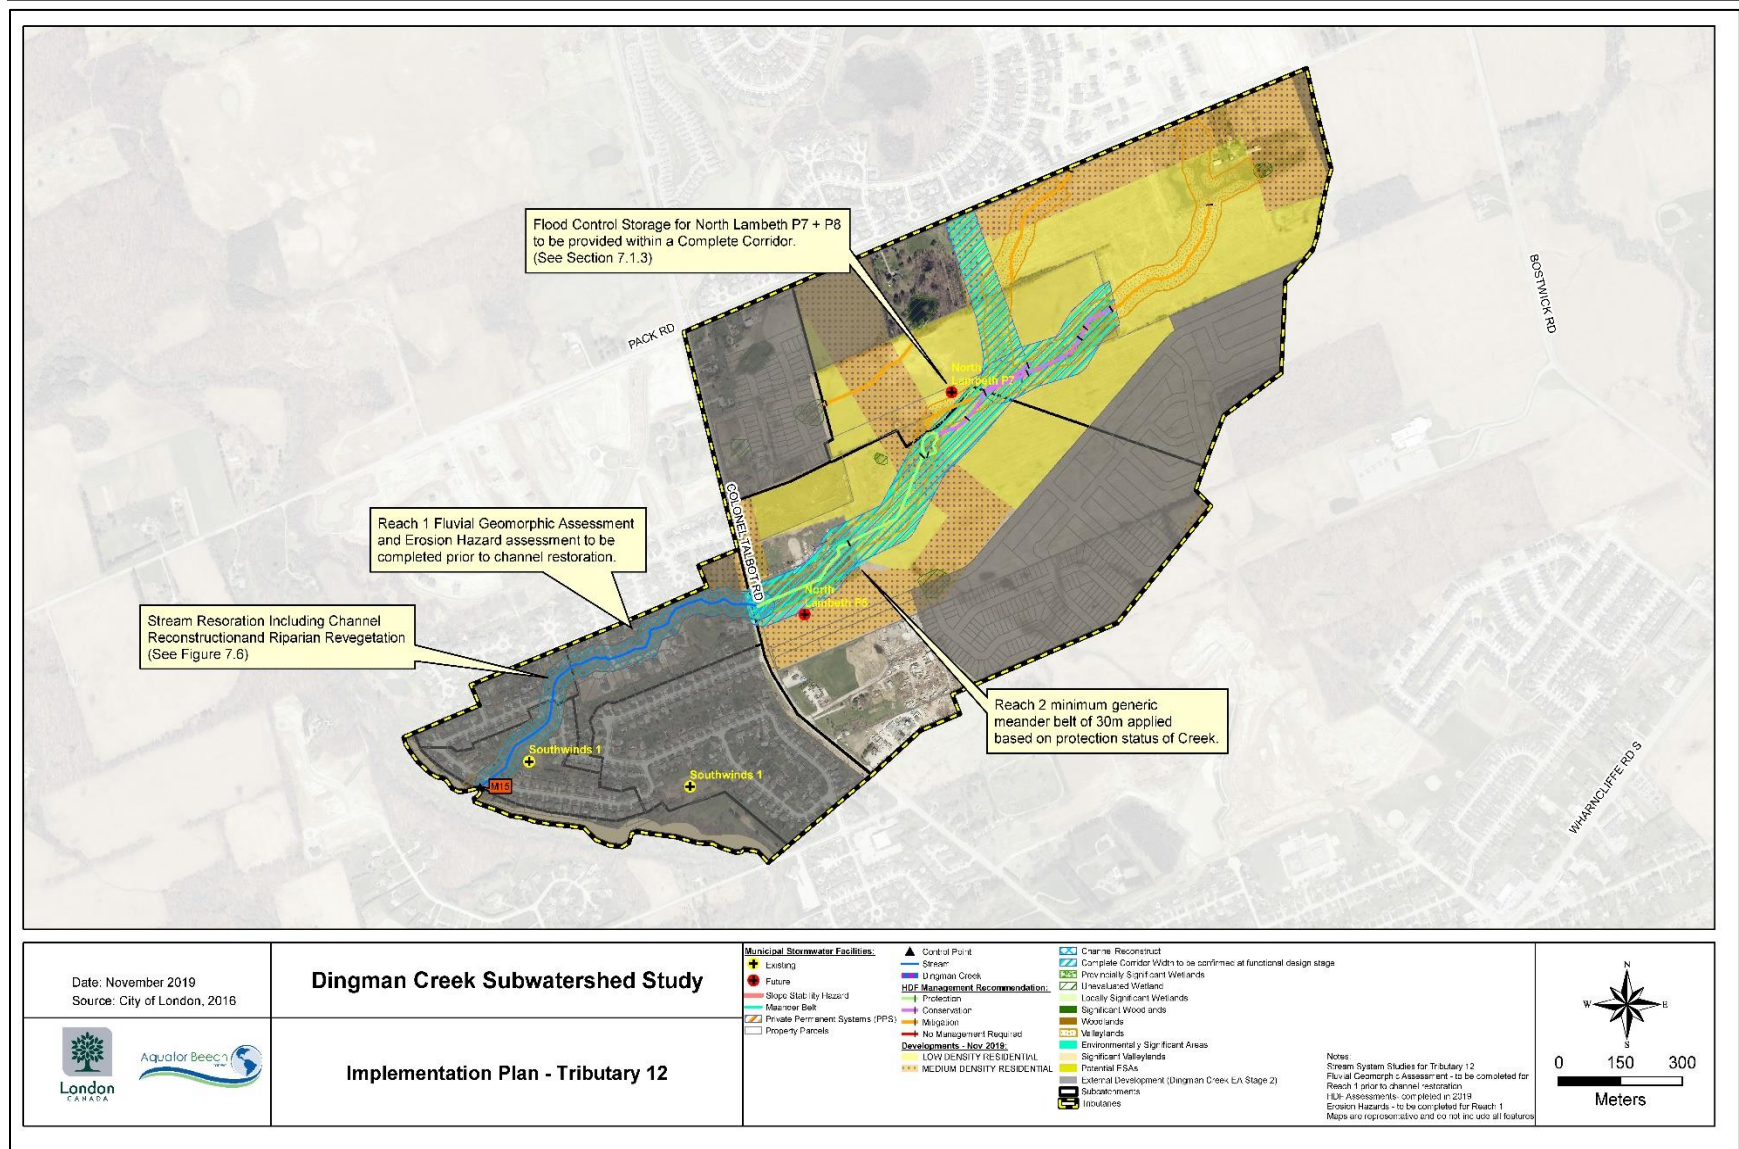 Flood Control Storage for North Lambeth P7 + P8
to be provided within a Complete Corridor.
(See Section 7.1.3)
PACK RD
BOSTWICK RD
North
Lambeth P7
COLONEL TALBOT RD
Reach 1 Fluvial Geomorphic Assessment
and Erosion Hazard assessment to be
completed prior to channel restoration.
Stream Resoration Including Channel
Reconstructionand Riparian Revegetation
(See Figure 7.6)
North
Lambeth P8
Reach 2 minimum generic
meander belt of 30m applied
based on protection status of Creek.
Southwinds 1
Southwinds 1
M15
WHARNCLIFFE RD S
Date: November 2019
Source: City of London, 2016
London
CANADA
Aquafor Beech
Dingman Creek Subwatershed Study
Implementation Plan - Tributary 12
Municipal Stormwater Facilities:
Existing
Future
Slope Stability Hazard
Meander Belt
Private Permanent Systems (PPS)
Property Parcels
Control Point
Stream
Dingman Creek
HDF Management Recommendation:
Protection
Conservation
Mitigation
No Management Required
Developments - Nov 2019:
LOW DENSITY RESIDENTIAL
MEDIUM DENSITY RESIDENTIAL
Channel Reconstruct
Complete Corridor Width to be confirmed at functional design stage
Provincially Significant Wetlands
Unevaluated Wetland
Locally Significant Wetlands
Significant Woodlands
Woodlands
Valleylands
Environmentally Significant Areas
Significant Valleylands
Potential ESAs
External Development (Dingman Creek EA Stage 2)
Subcatchments
Tributaries
Notes:
Stream System Studies for Tributary 12
Fluvial Geomorphic Assessment - to be completed for
Reach 1 prior to channel restoration
HDF Assessments- completed in 2019
Erosion Hazards - to be completed for Reach 1
Maps are representative and do not include all features
N
W
E
S
0 150 300
Meters